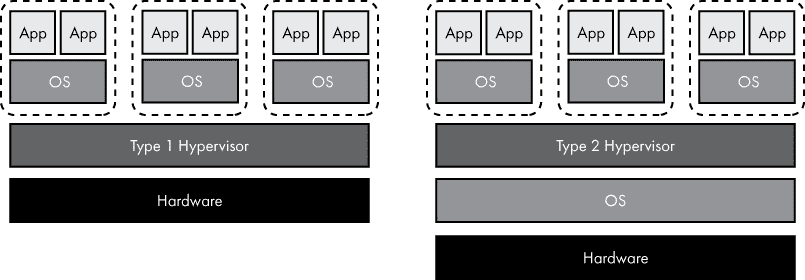 App App App App App App
OS OS OS
Type 1 Hypervisor
Hardware
App App App App App App
OS OS OS
Type 2 Hypervisor
OS
Hardware